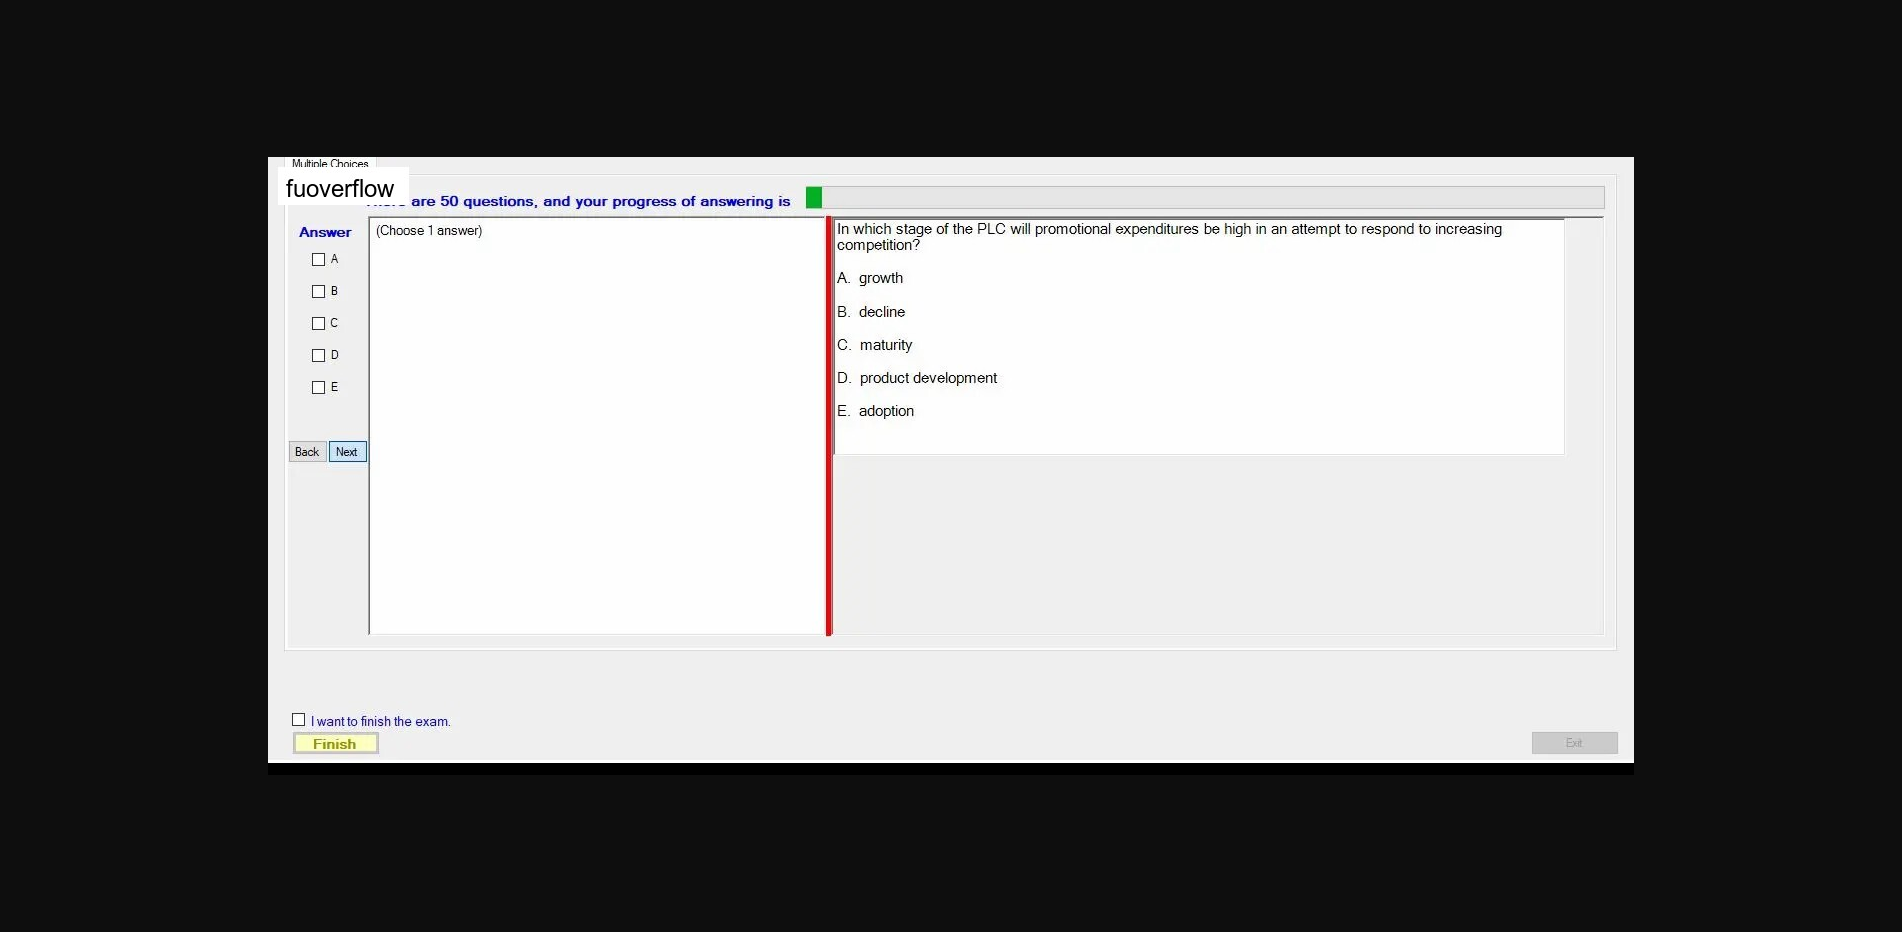 Multiple Choices
fuoverflow
are 50 questions, and your progress of answering is
Answer
(Choose 1 answer)
A
B
C
D
E
Back Next
In which stage of the PLC will promotional expenditures be high in an attempt to respond to increasing
competition?
A. growth
B. decline
C. maturity
D. product development
E. adoption
I want to finish the exam.
Finish
Exit